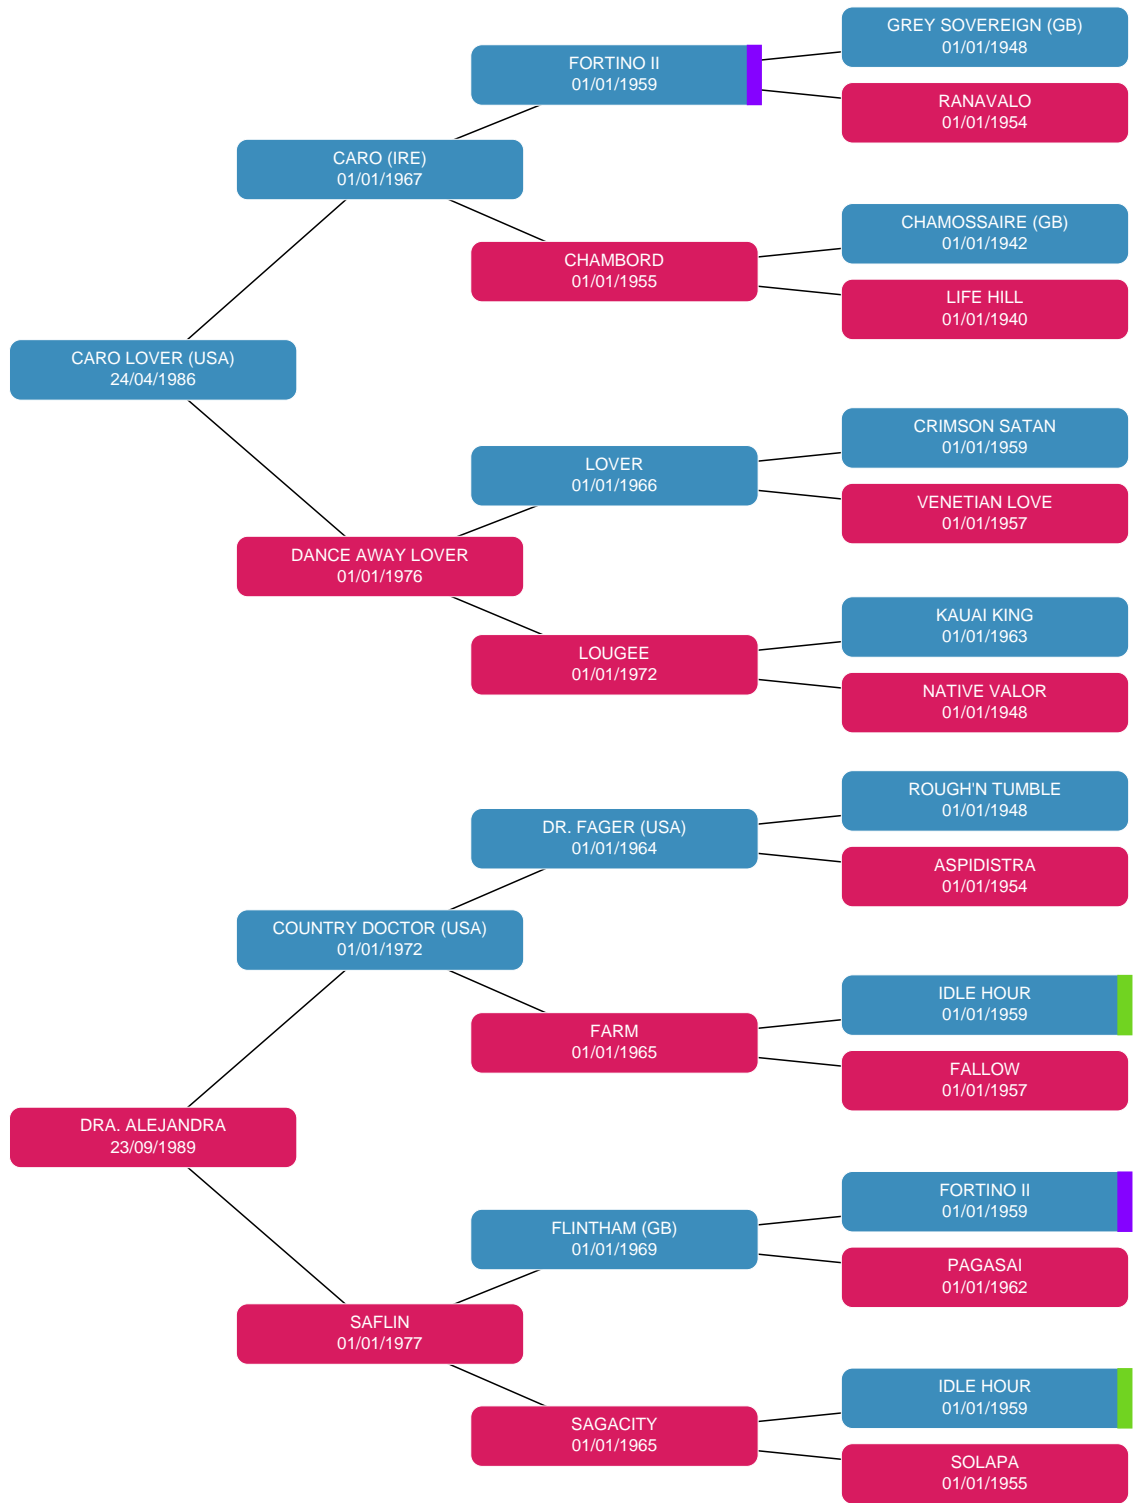 GREY SOVEREIGN (GB)
01/01/1948
FORTINO II
01/01/1959
RANAVALO
01/01/1954
CARO (IRE)
01/01/1967
CHAMOSSAIRE (GB)
01/01/1942
CHAMBORD
01/01/1955
LIFE HILL
01/01/1940
CARO LOVER (USA)
24/04/1986
CRIMSON SATAN
01/01/1959
LOVER
01/01/1966
VENETIAN LOVE
01/01/1957
DANCE AWAY LOVER
01/01/1976
KAUAI KING
01/01/1963
LOUGEE
01/01/1972
NATIVE VALOR
01/01/1948
ROUGH'N TUMBLE
01/01/1948
DR. FAGER (USA)
01/01/1964
ASPIDISTRA
01/01/1954
COUNTRY DOCTOR (USA)
01/01/1972
IDLE HOUR
01/01/1959
FARM
01/01/1965
FALLOW
01/01/1957
DRA. ALEJANDRA
23/09/1989
FORTINO II
01/01/1959
FLINTHAM (GB)
01/01/1969
PAGASAI
01/01/1962
SAFLIN
01/01/1977
IDLE HOUR
01/01/1959
SAGACITY
01/01/1965
SOLAPA
01/01/1955